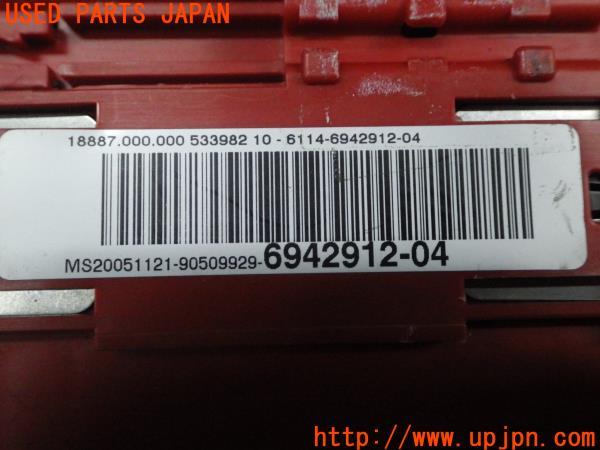 USED PARTS JAPAN
18887.000.000 533982 10 - 6114-6942912-04
MS20051121-90509929-6942912-04
UPJ
http://www.upjpn.com